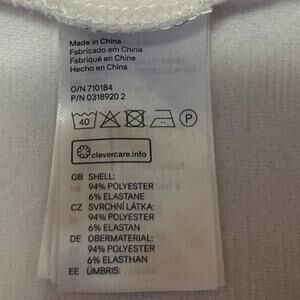 Made in China
Fabricado em China
Fabriqué en Chine
Hecho en China
O/N 710184
P/N 0318920 2
40
P
clevercare.info
GB SHELL:
94% POLYESTER
6% ELASTANE
CZ SVRCHNÍ LÁTKA:
94% POLYESTER
6% ELASTAN
DE OBERMATERIAL:
94% POLYESTER
6% ELASTHAN
EE ÜMBRIS: